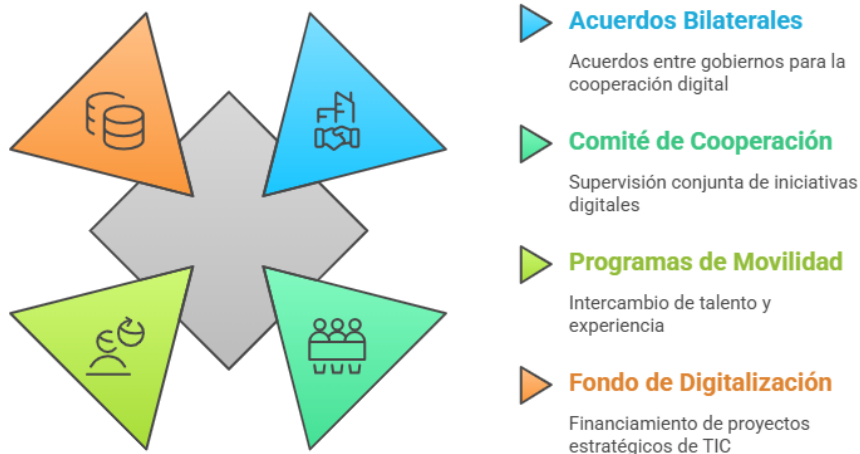 Acuerdos Bilaterales
Acuerdos entre gobiernos para la
cooperación digital
Comité de Cooperación
Supervisión conjunta de iniciativas
digitales
Programas de Movilidad
Intercambio de talento y
experiencia
Fondo de Digitalización
Financiamiento de proyectos
estratégicos de TIC